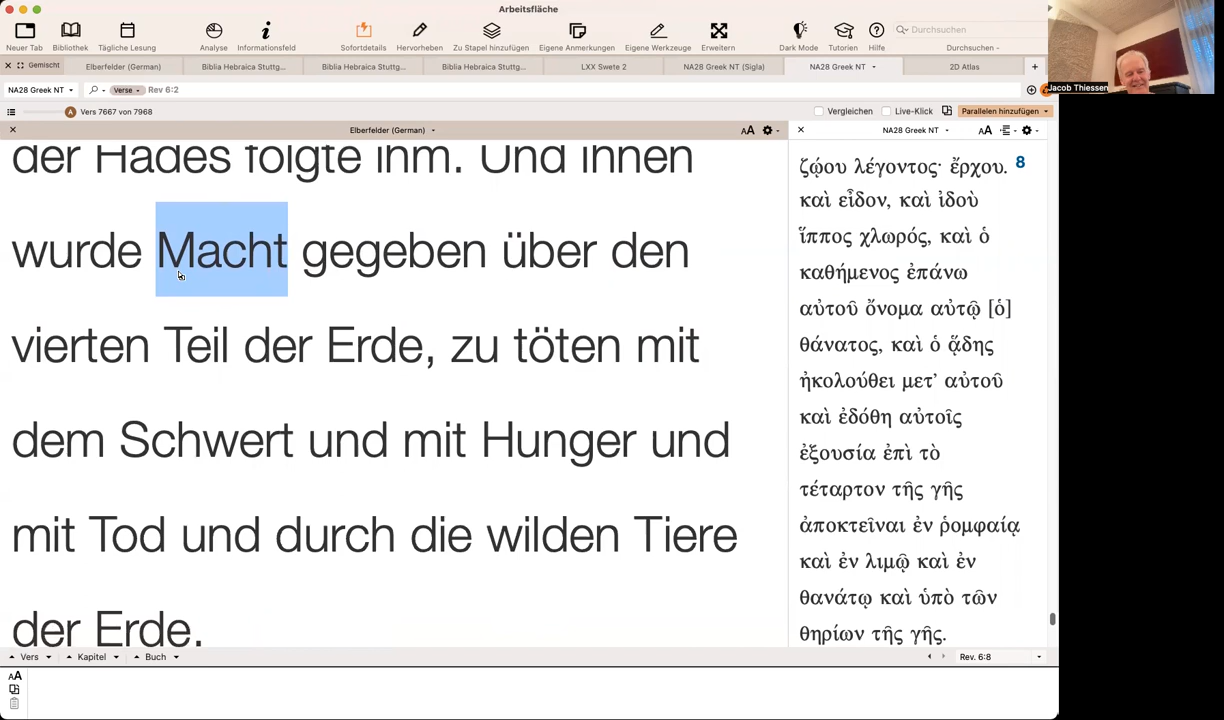 Arbeitsfläche
Neuer Tab Bibliothek Tägliche Lesung Analyse Informationsfeld Sofortdetails Hervorheben Zu Stapel hinzufügen Eigene Anmerkungen Eigene Werkzeuge Erweitern Dark Mode Tutorien Hilfe Durchsuchen
Durchsuchen
Gemischt Elberfelder (German) Biblia Hebraica Stuttg... Biblia Hebraica Stuttg... Biblia Hebraica Stuttg... LXX Swete 2 NA28 Greek NT (Sigla) NA28 Greek NT 2D Atlas
NA28 Greek NT Verse Rev 6:2
Vers 7667 von 7968 Vergleichen Live-Klick Parallelen hinzufügen
Elberfelder (German)
der Hades folgte ihm. Und ihnen
wurde Macht gegeben über den
vierten Teil der Erde, zu töten mit
dem Schwert und mit Hunger und
mit Tod und durch die wilden Tiere
der Erde.
NA28 Greek NT
ζῴου λέγοντος· ἔρχου. 8
καὶ εἶδον, καὶ ἰδοὺ
ἵππος χλωρός, καὶ ὁ
καθήμενος ἐπάνω
αὐτοῦ ὄνομα αὐτῷ [ὁ]
θάνατος, καὶ ὁ ᾅδης
ἠκολούθει μετ’ αὐτοῦ
καὶ ἐδόθη αὐτοῖς
ἐξουσία ἐπὶ τὸ
τέταρτον τῆς γῆς
ἀποκτεῖναι ἐν ῥομφαίᾳ
καὶ ἐν λιμῷ καὶ ἐν
θανάτῳ καὶ ὑπὸ τῶν
θηρίων τῆς γῆς.
Vers Kapitel Buch Rev. 6:8
Jacob Thiessen